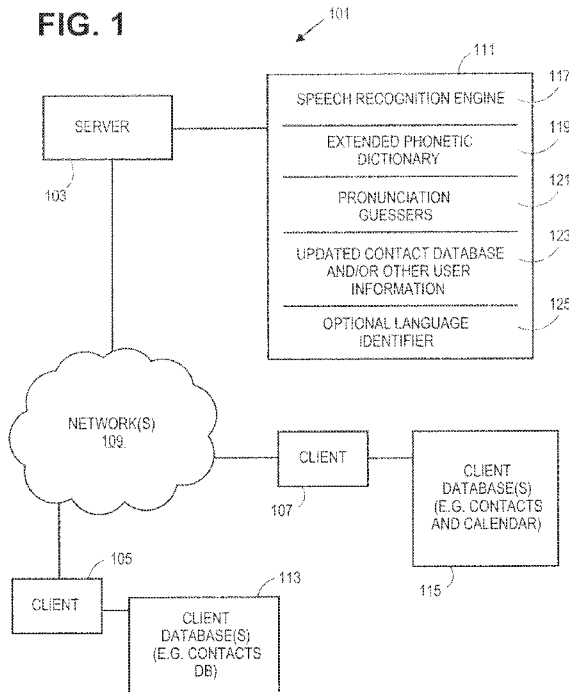 FIG. 1
101
111
117
SPEECH RECOGNITION ENGINE
SERVER
119
EXTENDED PHONETIC
DICTIONARY
103
121
PRONUNCIATION
GUESSERS
123
UPDATED CONTACT DATABASE
AND/OR OTHER USER
INFORMATION
125
OPTIONAL LANGUAGE
IDENTIFIER
NETWORK(S)
109
CLIENT
107
CLIENT
DATABASE(S)
(E.G. CONTACTS
AND CALENDAR)
115
105
CLIENT
113
CLIENT
DATABASE(S)
(E.G. CONTACTS
DB)